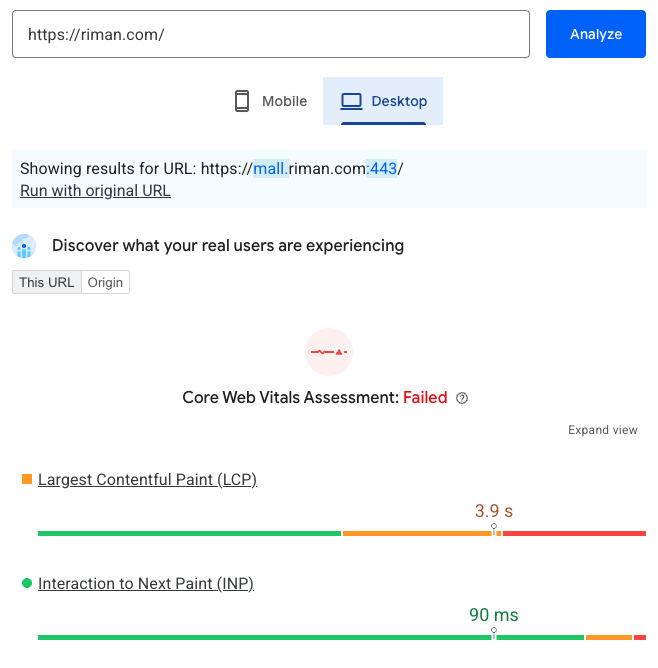 https://riman.com/
Analyze
Mobile
Desktop
Showing results for URL: https://mall.riman.com:443/
Run with original URL
Discover what your real users are experiencing
This URL
Origin
Core Web Vitals Assessment: Failed
Expand view
Largest Contentful Paint (LCP)
3.9 s
Interaction to Next Paint (INP)
90 ms